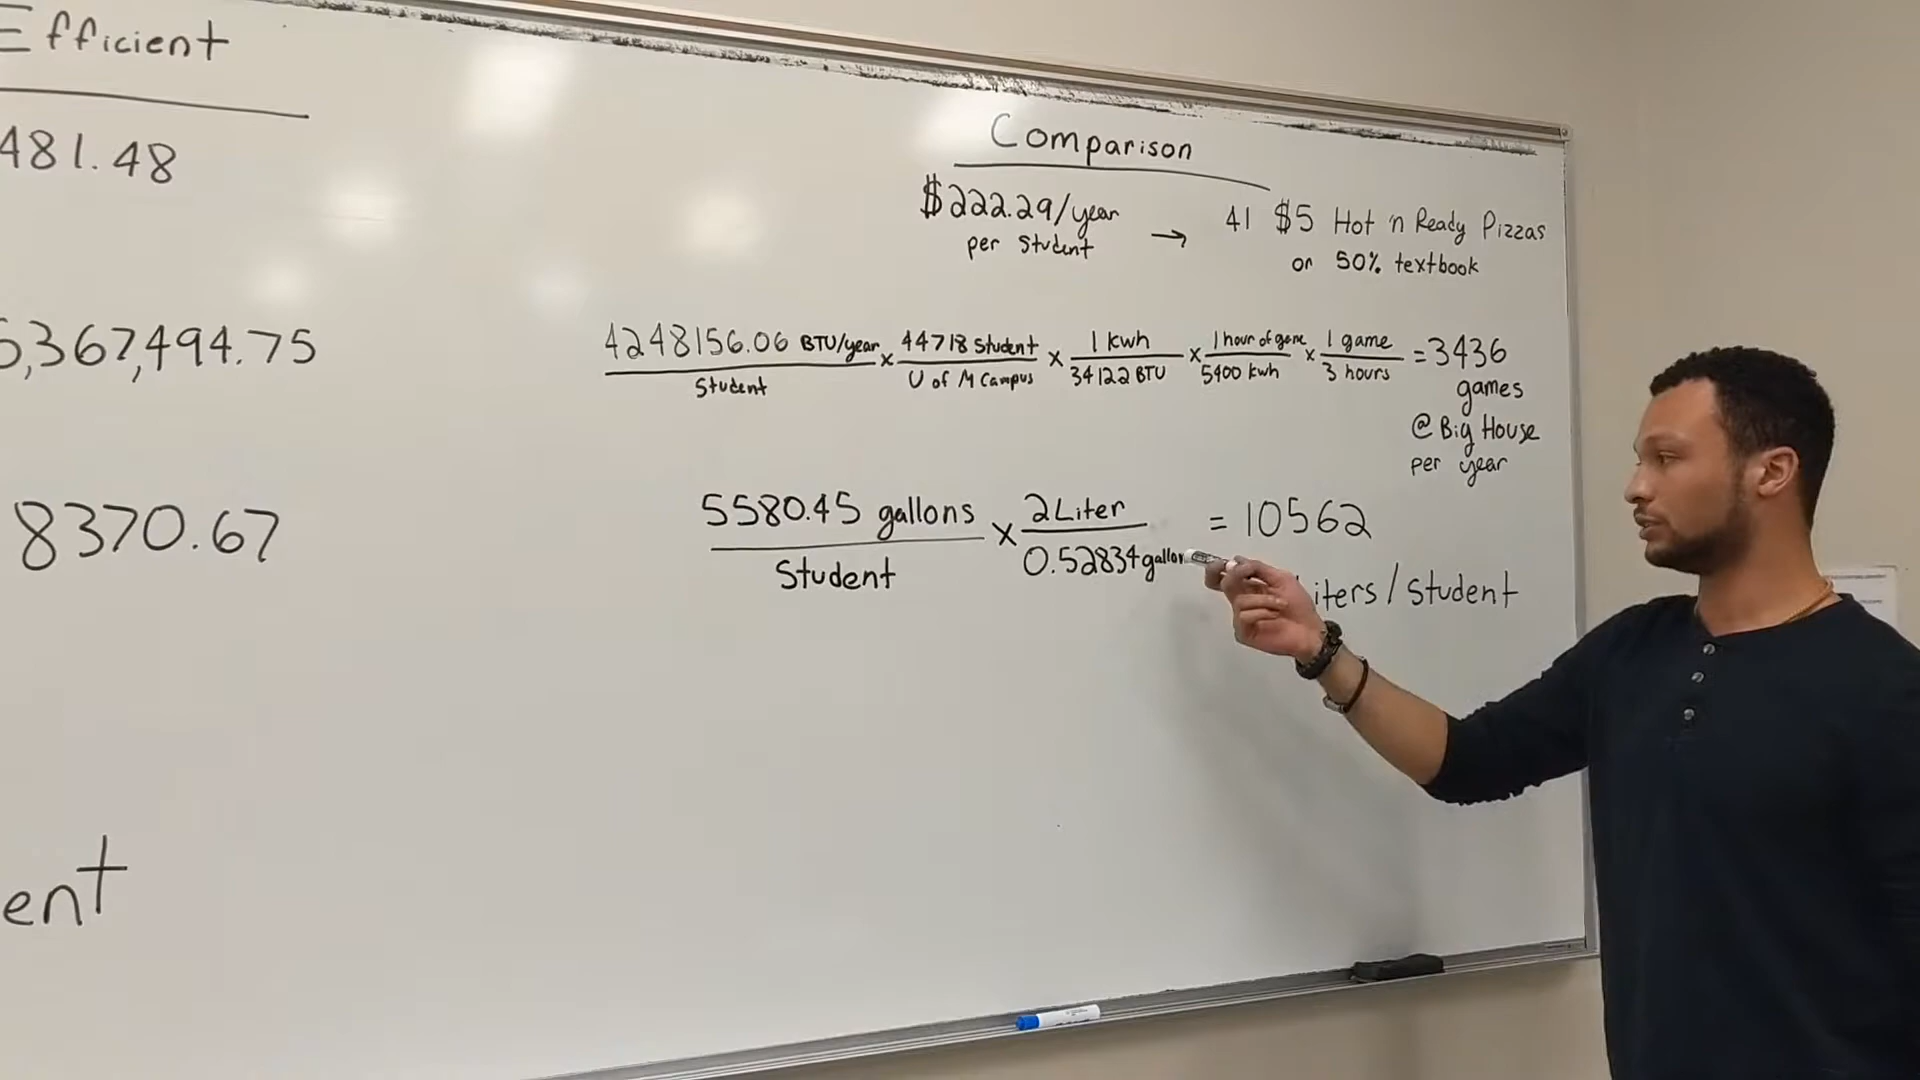 Efficient
481.48
5,367,494.75
8370.67
ent
Comparison
$222.29/year
per Student
→ 41 $5 Hot 'n Ready Pizzas
or 50% textbook
4248156.06 BTU/year × 44718 Student × 1 kwh × 1 hour of game × 1 game = 3436
Student U of M Campus 34122 BTU 5400 kwh 3 hours
games
@ Big House
per year
5580.45 gallons × 2 Liter = 10562
Student 0.52834 gallon
iters / Student